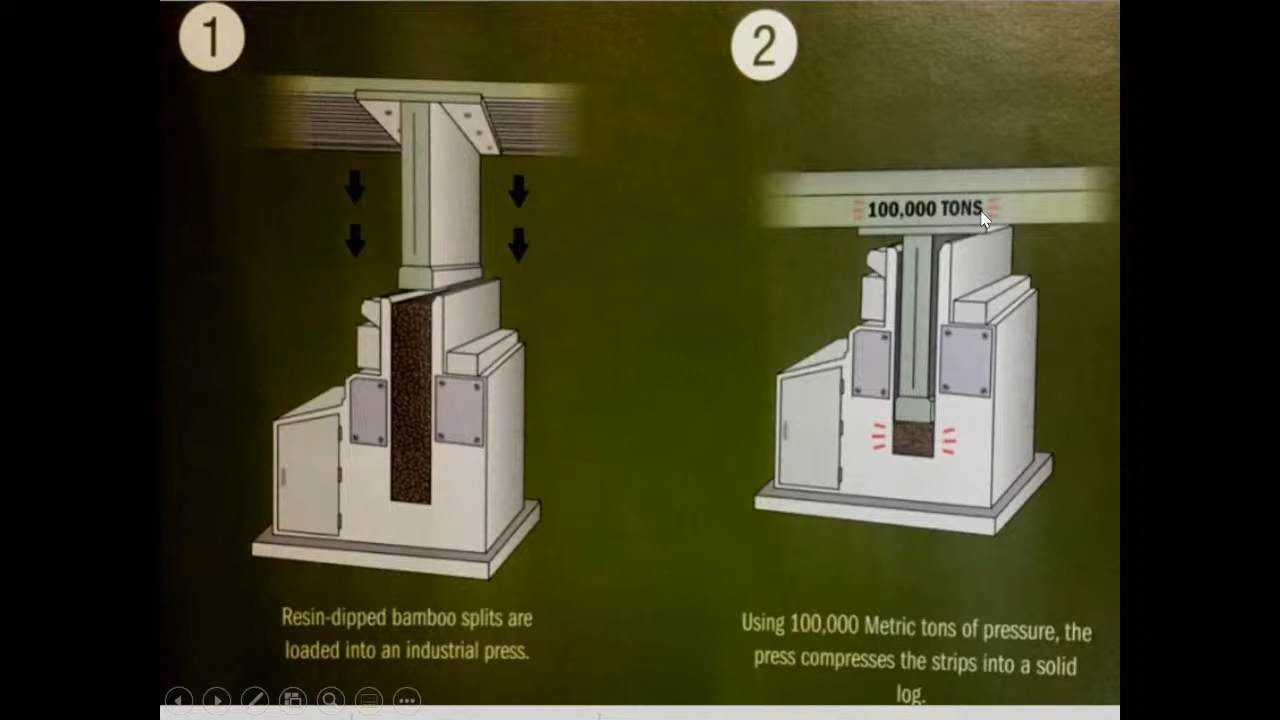 1
2
100,000 TONS
Resin-dipped bamboo splits are
loaded into an industrial press.
Using 100,000 Metric tons of pressure, the
press compresses the strips into a solid
log.